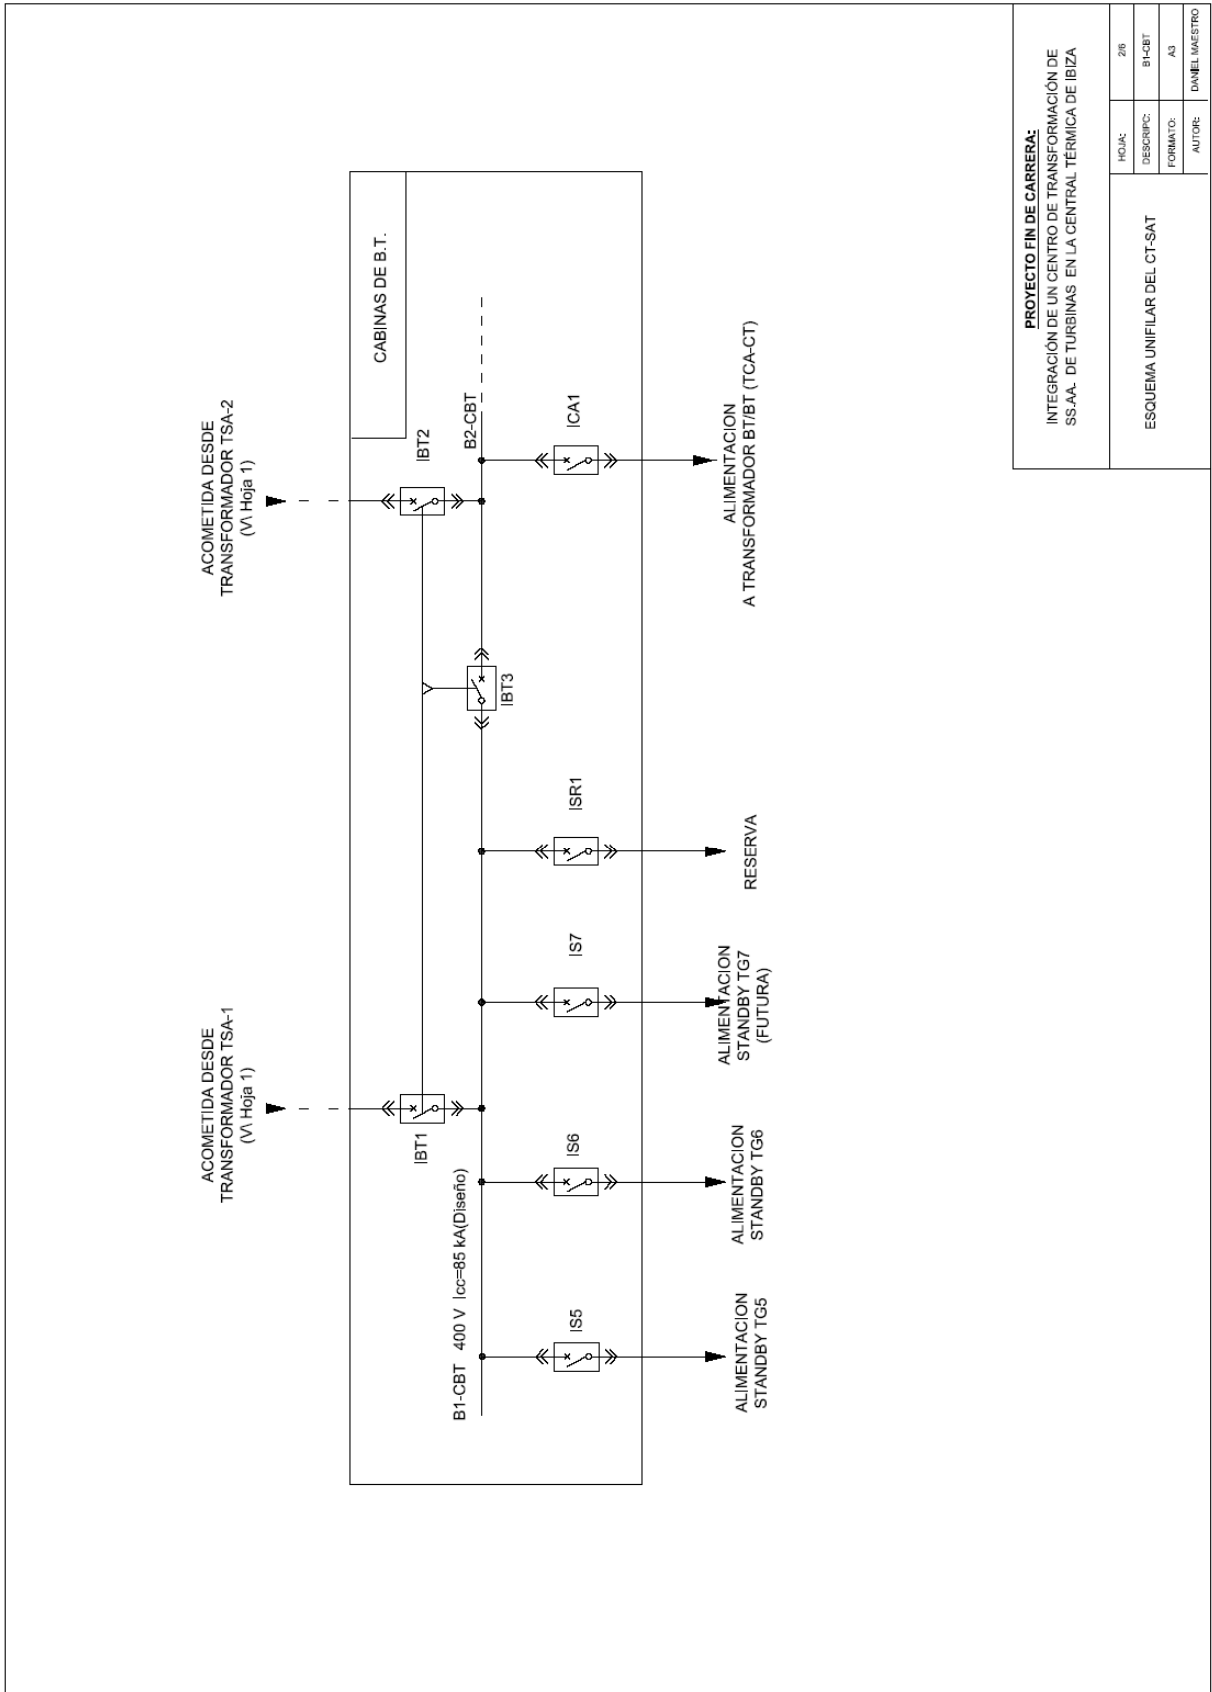 ACOMETIDA DESDE
TRANSFORMADOR TSA-1
(V\ Hoja 1)
ACOMETIDA DESDE
TRANSFORMADOR TSA-2
(V\ Hoja 1)
CABINAS DE B.T.
IBT1
IBT2
B1-CBT 400 V Icc=85 kA(Diseño)
B2-CBT
IBT3
IS5
IS6
IS7
ISR1
ICA1
ALIMENTACION
STANDBY TG5
ALIMENTACION
STANDBY TG6
ALIMENTACION
STANDBY TG7
(FUTURA)
RESERVA
ALIMENTACION
A TRANSFORMADOR BT/BT (TCA-CT)
PROYECTO FIN DE CARRERA:
INTEGRACIÓN DE UN CENTRO DE TRANSFORMACIÓN DE
SS.AA. DE TURBINAS EN LA CENTRAL TÉRMICA DE IBIZA
ESQUEMA UNIFILAR DEL CT-SAT
HOJA: 2/6
DESCRIPC: B1-CBT
FORMATO: A3
AUTOR: DANIEL MAESTRO